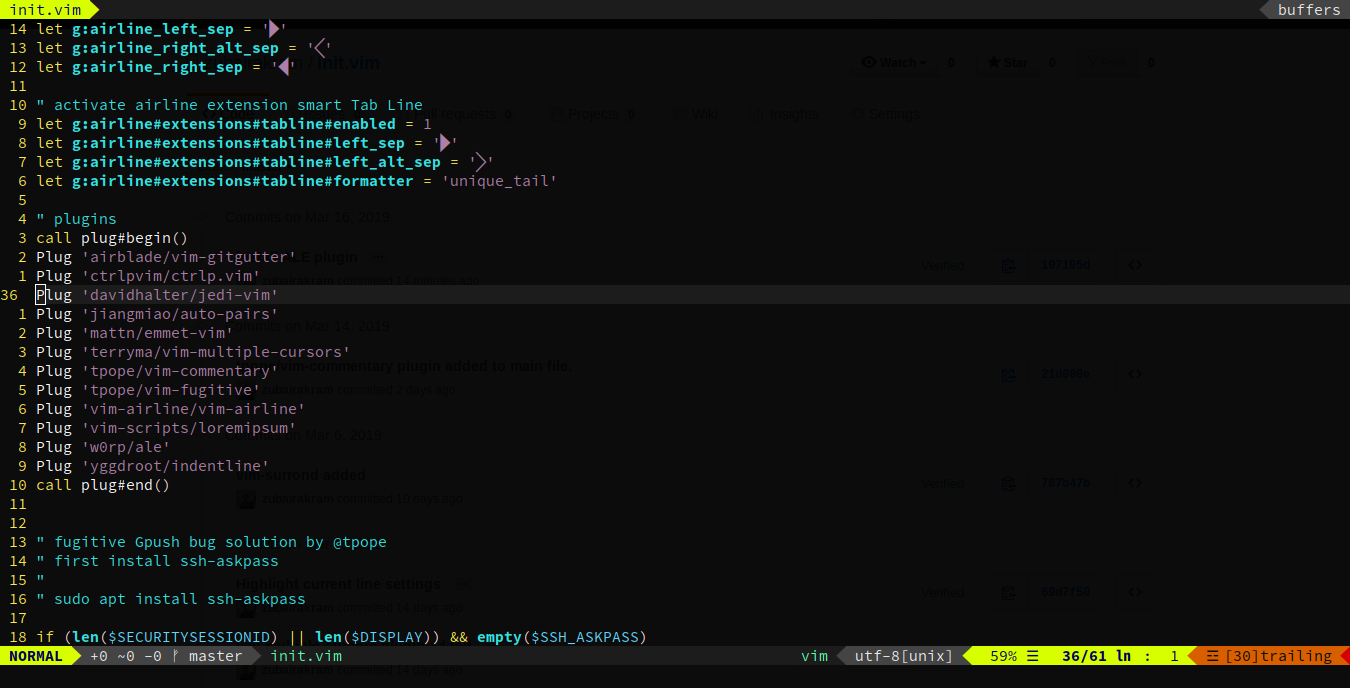 init.vim buffers
14 let g:airline_left_sep = ''
13 let g:airline_right_alt_sep = ''
12 let g:airline_right_sep = ''
11
10 " activate airline extension smart Tab Line
9 let g:airline#extensions#tabline#enabled = 1
8 let g:airline#extensions#tabline#left_sep = ''
7 let g:airline#extensions#tabline#left_alt_sep = ''
6 let g:airline#extensions#tabline#formatter = 'unique_tail'
5
4 " plugins
3 call plug#begin()
2 Plug 'airblade/vim-gitgutter'
1 Plug 'ctrlpvim/ctrlp.vim'
36 Plug 'davidhalter/jedi-vim'
1 Plug 'jiangmiao/auto-pairs'
2 Plug 'mattn/emmet-vim'
3 Plug 'terryma/vim-multiple-cursors'
4 Plug 'tpope/vim-commentary'
5 Plug 'tpope/vim-fugitive'
6 Plug 'vim-airline/vim-airline'
7 Plug 'vim-scripts/loremipsum'
8 Plug 'w0rp/ale'
9 Plug 'yggdroot/indentline'
10 call plug#end()
11
12
13 " fugitive Gpush bug solution by @tpope
14 " first install ssh-askpass
15 "
16 " sudo apt install ssh-askpass
17
18 if (len($SECURITYSESSIONID) || len($DISPLAY)) && empty($SSH_ASKPASS)
NORMAL +0 ~0 -0 ᚠ master init.vim vim utf-8[unix] 59% ☰ 36/61 ln : 1 ☲ [30]trailing